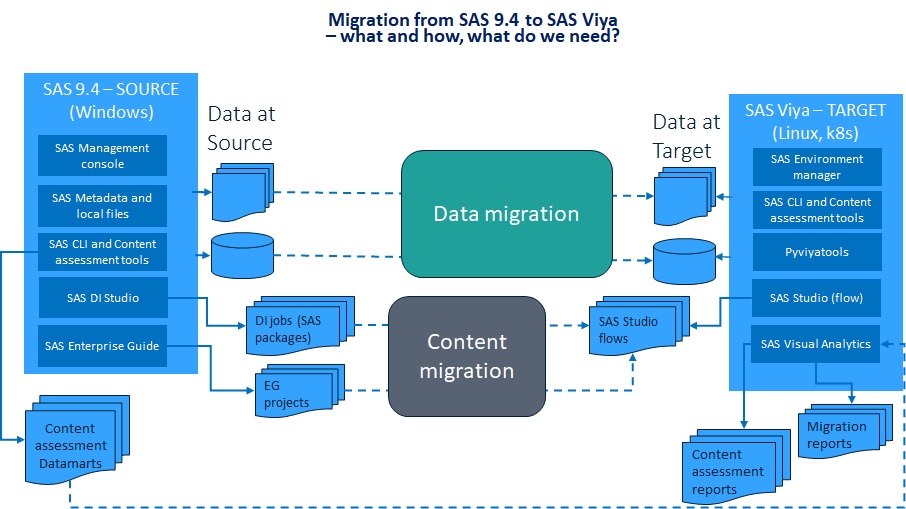 Migration from SAS 9.4 to SAS Viya
– what and how, what do we need?
SAS 9.4 – SOURCE
(Windows)
SAS Management
console
SAS Metadata and
local files
SAS CLI and Content
assessment tools
SAS DI Studio
SAS Enterprise Guide
Content
assessment
Datamarts
Data at
Source
DI jobs (SAS
packages)
EG
projects
Data migration
Content
migration
Data at
Target
SAS Studio
flows
SAS Viya – TARGET
(Linux, k8s)
SAS Environment
manager
SAS CLI and Content
assessment tools
Pyviyatools
SAS Studio (flow)
SAS Visual Analytics
Content
assessment
reports
Migration
reports